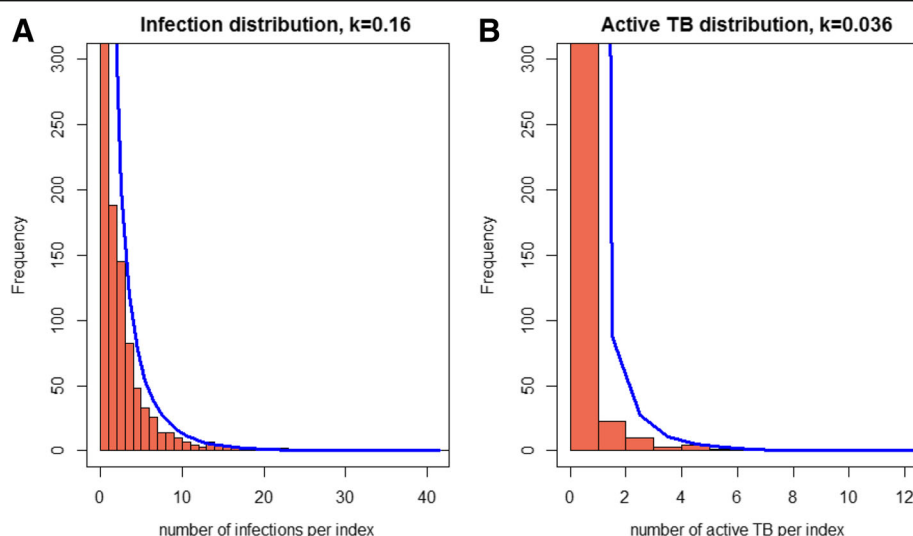 A
Infection distribution, k=0.16
Frequency
0
50
100
150
200
250
300
0 10 20 30 40
number of infections per index
B
Active TB distribution, k=0.036
Frequency
0
50
100
150
200
250
300
0 2 4 6 8 10 12
number of active TB per index